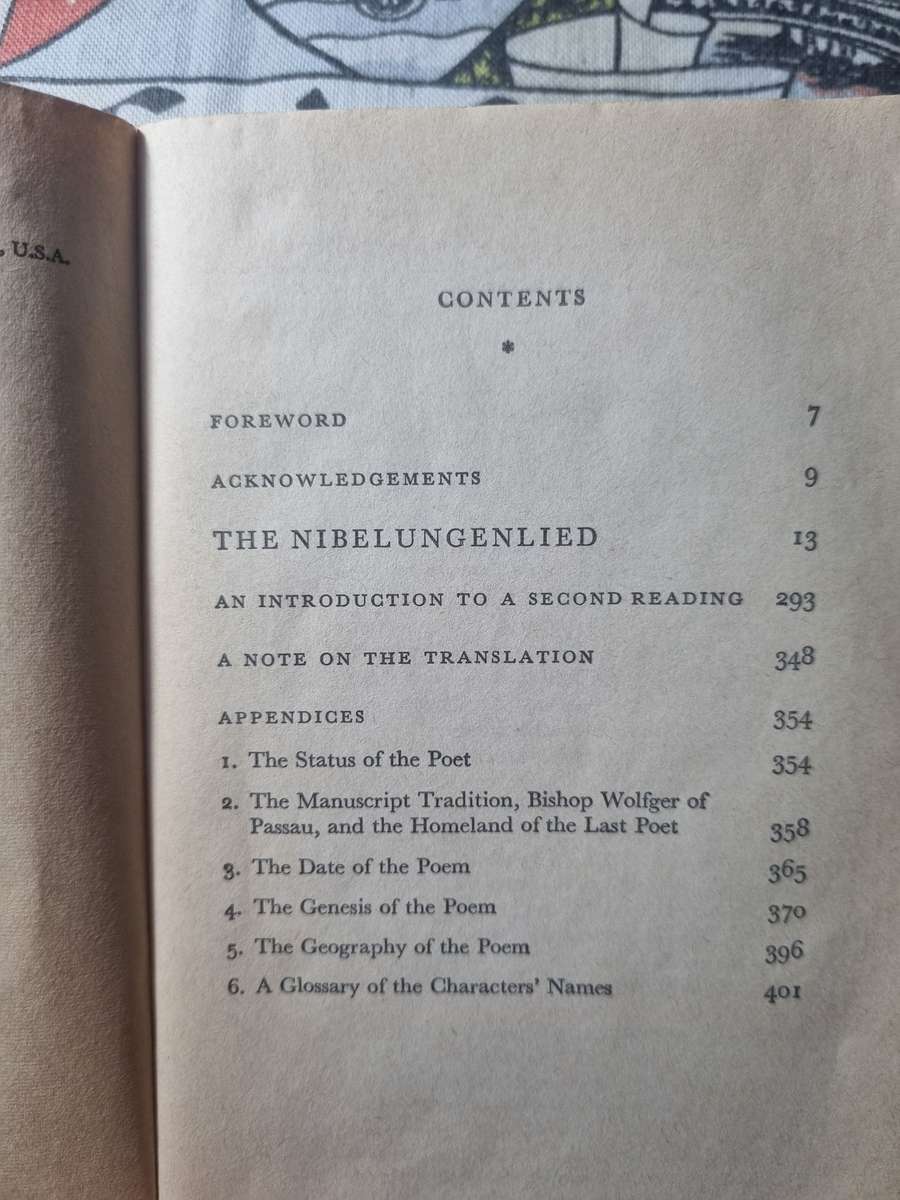 , U.S.A.
CONTENTS
*
FOREWORD 7
ACKNOWLEDGEMENTS 9
THE NIBELUNGENLIED 13
AN INTRODUCTION TO A SECOND READING 293
A NOTE ON THE TRANSLATION 348
APPENDICES 354
1. The Status of the Poet 354
2. The Manuscript Tradition, Bishop Wolfger of
Passau, and the Homeland of the Last Poet 358
3. The Date of the Poem 365
4. The Genesis of the Poem 370
5. The Geography of the Poem 396
6. A Glossary of the Characters' Names 401